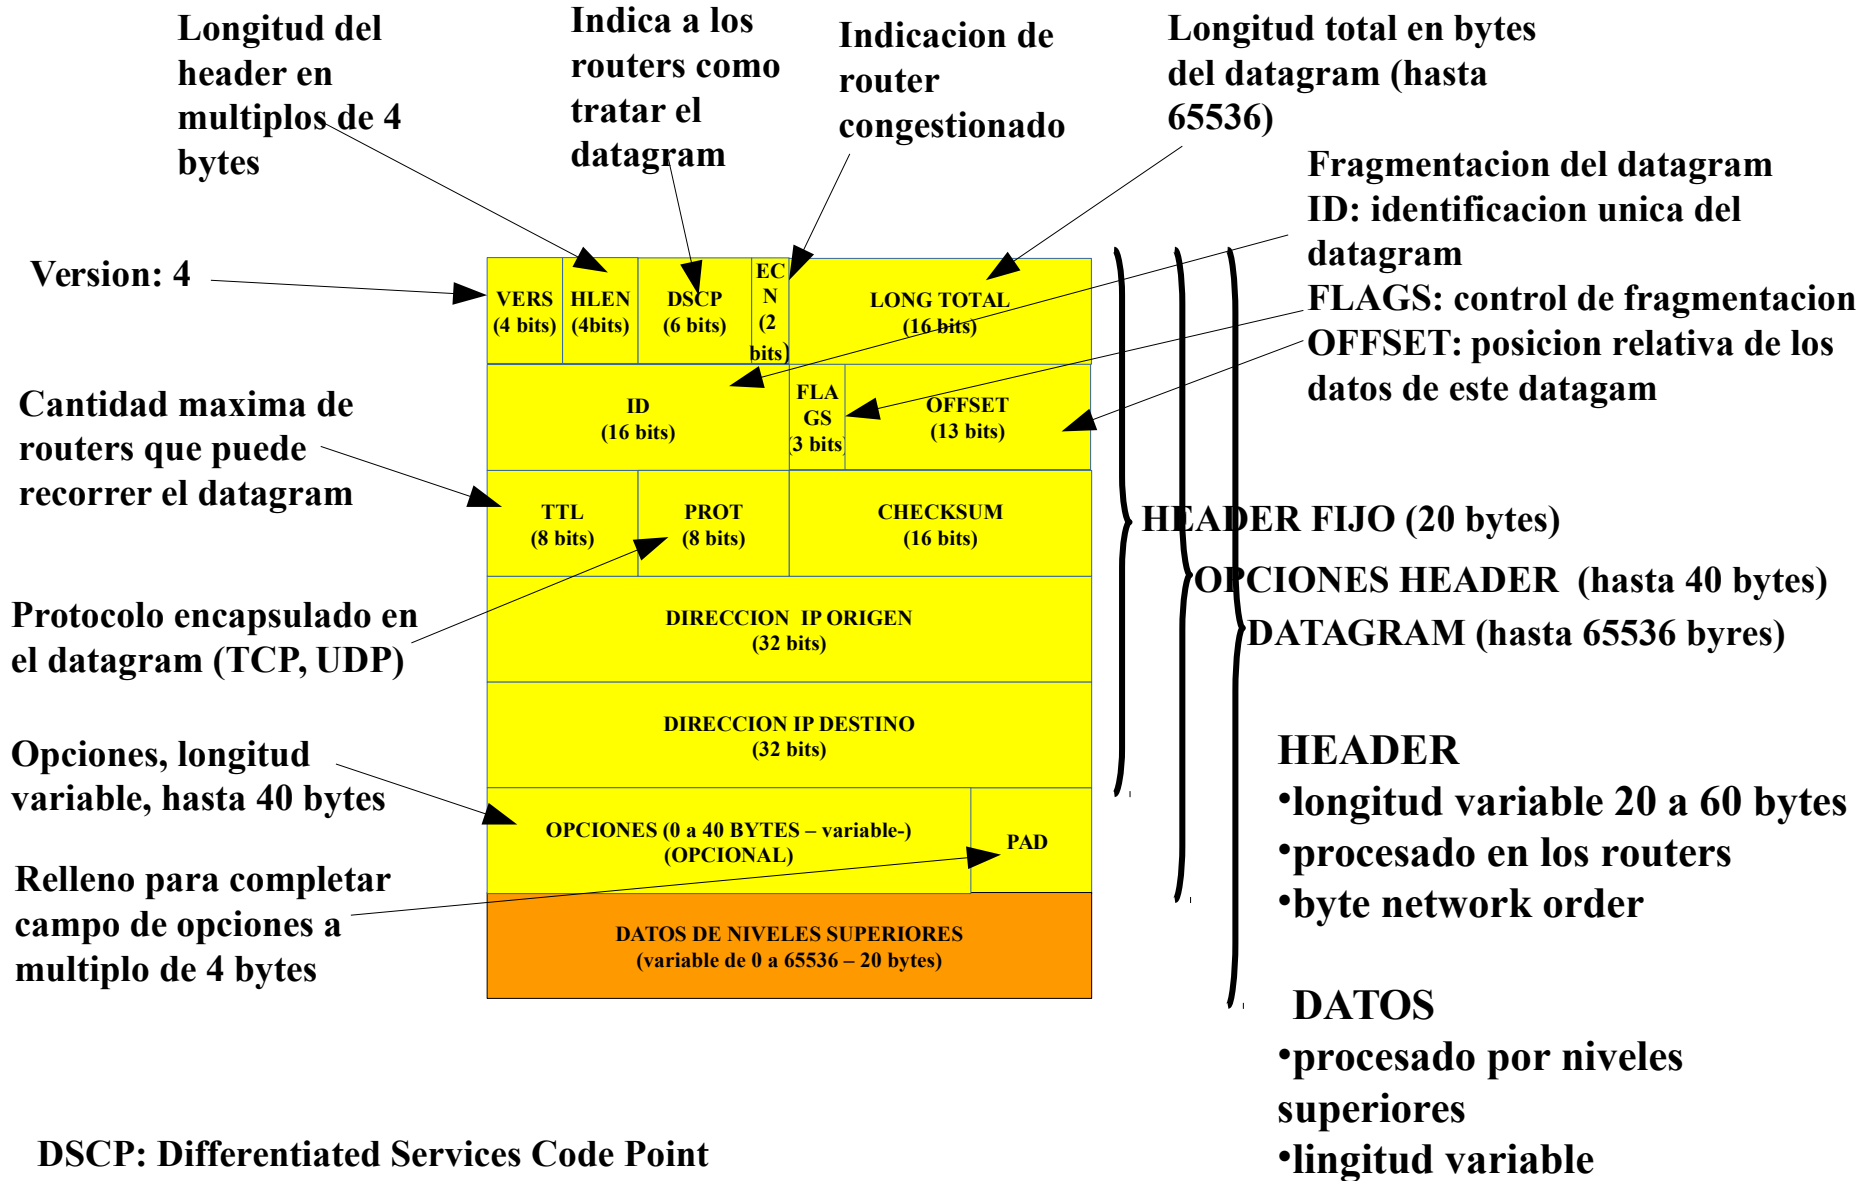 Longitud del
header en
multiplos de 4
bytes
Indica a los
routers como
tratar el
datagram
Indicacion de
router
congestionado
Longitud total en bytes
del datagram (hasta
65536)
Fragmentacion del datagram
ID: identificacion unica del
datagram
FLAGS: control de fragmentacion
OFFSET: posicion relativa de los
datos de este datagam
Version: 4
VERS
(4 bits)
HLEN
(4bits)
DSCP
(6 bits)
EC
N
(2
bits)
LONG TOTAL
(16 bits)
Cantidad maxima de
routers que puede
recorrer el datagram
ID
(16 bits)
FLA
GS
(3 bits)
OFFSET
(13 bits)
TTL
(8 bits)
PROT
(8 bits)
CHECKSUM
(16 bits)
HEADER FIJO (20 bytes)
OPCIONES HEADER (hasta 40 bytes)
DATAGRAM (hasta 65536 byres)
Protocolo encapsulado en
el datagram (TCP, UDP)
DIRECCION IP ORIGEN
(32 bits)
DIRECCION IP DESTINO
(32 bits)
Opciones, longitud
variable, hasta 40 bytes
OPCIONES (0 a 40 BYTES – variable-)
(OPCIONAL)
PAD
Relleno para completar
campo de opciones a
multiplo de 4 bytes
DATOS DE NIVELES SUPERIORES
(variable de 0 a 65536 – 20 bytes)
HEADER
•longitud variable 20 a 60 bytes
•procesado en los routers
•byte network order
DATOS
•procesado por niveles
superiores
•lingitud variable
DSCP: Differentiated Services Code Point